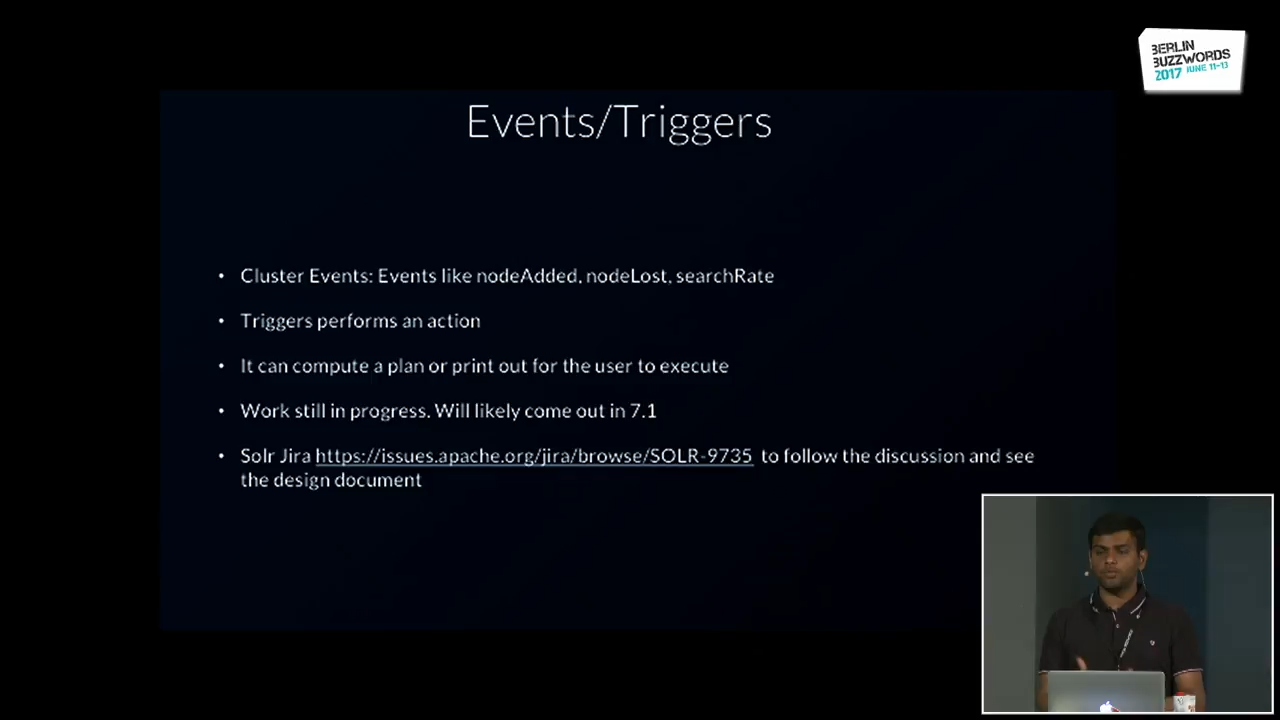 BERLIN
BUZZWORDS
2017 JUNE 11-13
Events/Triggers
• Cluster Events: Events like nodeAdded, nodeLost, searchRate
• Triggers performs an action
• It can compute a plan or print out for the user to execute
• Work still in progress. Will likely come out in 7.1
• Solr Jira https://issues.apache.org/jira/browse/SOLR-9735 to follow the discussion and see
the design document